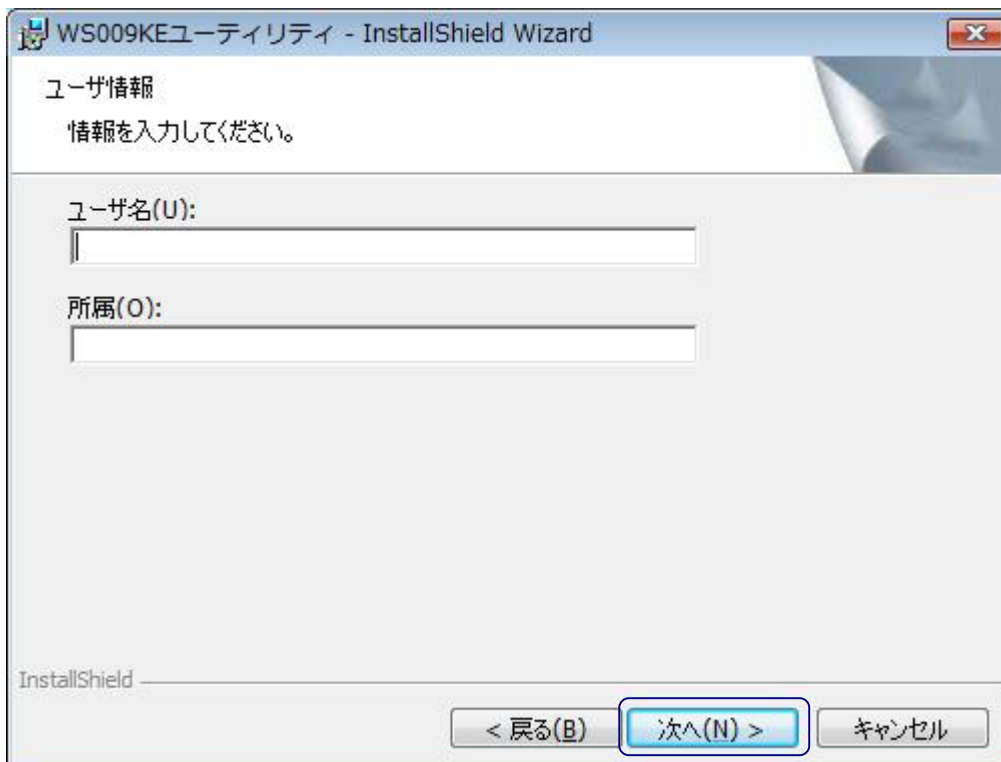 WS009KEユーティリティ - InstallShield Wizard
ユーザ情報
情報を入力してください。
ユーザ名(U):
所属(O):
InstallShield
< 戻る(B)
次へ(N) >
キャンセル